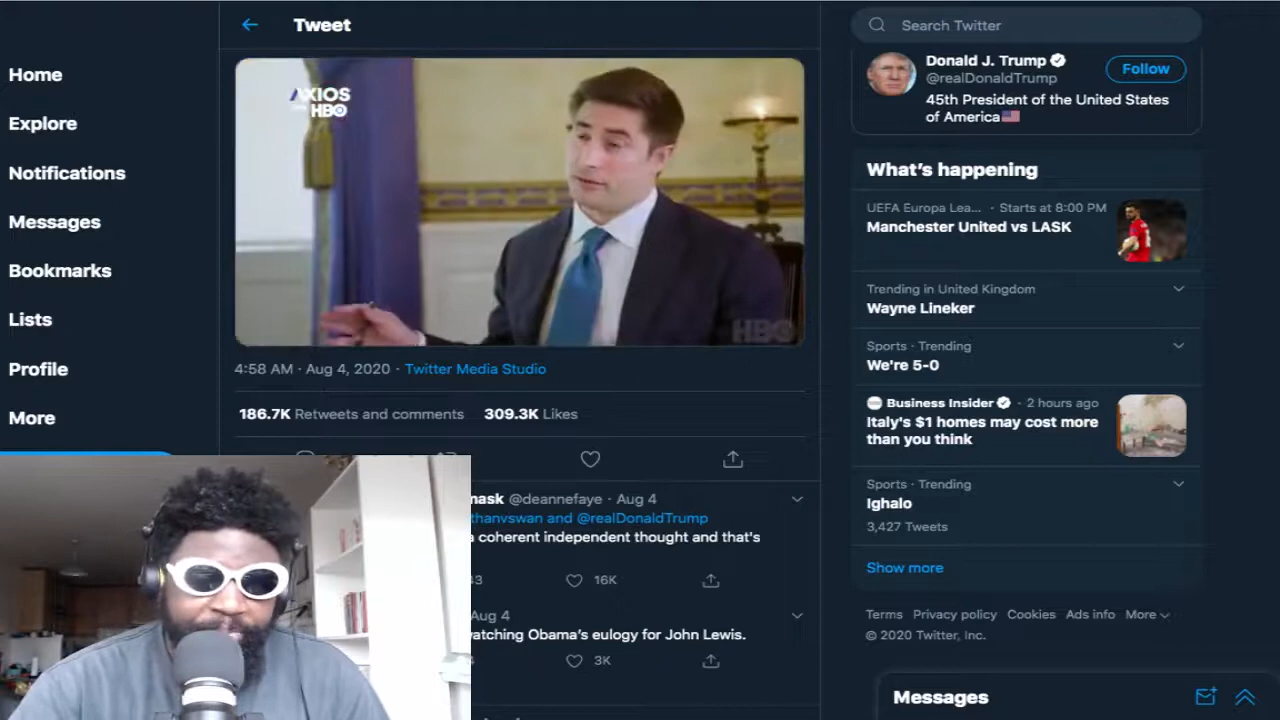 Home
Explore
Notifications
Messages
Bookmarks
Lists
Profile
More
Tweet
AXIOS
HBO
HBO
4:58 AM · Aug 4, 2020 · Twitter Media Studio
186.7K Retweets and comments 309.3K Likes
mask @deannefaye · Aug 4
thanvswan and @realDonaldTrump
a coherent independent thought and that's
43 16K
Aug 4
watching Obama's eulogy for John Lewis.
3K
Search Twitter
Donald J. Trump
@realDonaldTrump
Follow
45th President of the United States
of America
What's happening
UEFA Europa Lea... · Starts at 8:00 PM
Manchester United vs LASK
Trending in United Kingdom
Wayne Lineker
Sports · Trending
We're 5-0
Business Insider · 2 hours ago
Italy's $1 homes may cost more
than you think
Sports · Trending
Ighalo
3,427 Tweets
Show more
Terms Privacy policy Cookies Ads info More
© 2020 Twitter, Inc.
Messages